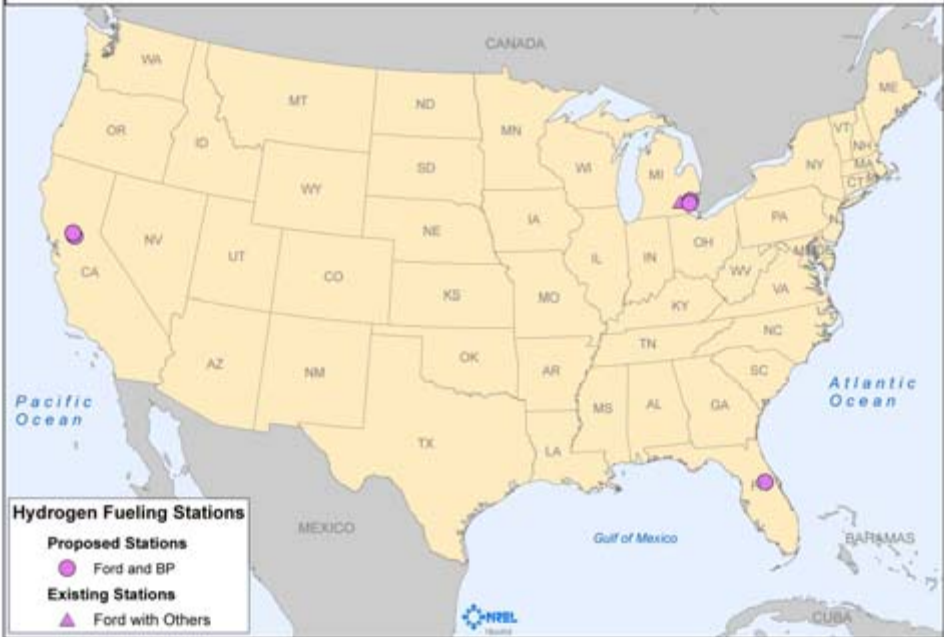 CANADA
WA
MT
ND
MN
ME
OR
ID
WI
MI
VT
NH
NY
MA
SD
WY
CT
IA
PA
NE
NV
UT
IL
IN
OH
CA
CO
WV
VA
KS
MO
KY
NC
TN
AZ
NM
OK
AR
SC
MS
AL
GA
Pacific
Ocean
Atlantic
Ocean
TX
LA
Hydrogen Fueling Stations
Proposed Stations
Ford and BP
Existing Stations
Ford with Others
MEXICO
Gulf of Mexico
BAHAMAS
NREL
CUBA